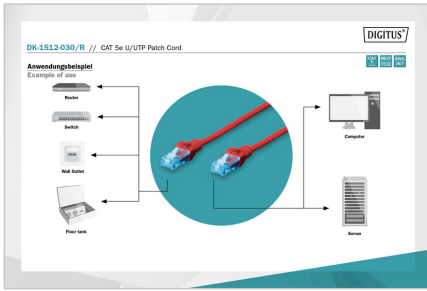 DIGITUS®
DK-1512-030/R // CAT 5e U/UTP Patch Cord
Anwendungsbeispiel
Example of use
Router
Switch
Wall Outlet
Floor tank
Computer
Server